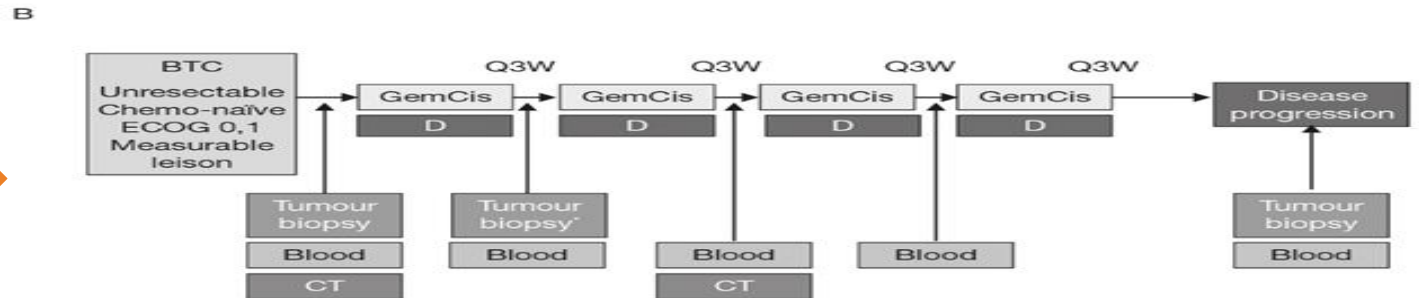 B
BTC
Unresectable
Chemo-naïve
ECOG 0,1
Measurable
leison
Q3W
Q3W
Q3W
Q3W
GemCis
GemCis
GemCis
GemCis
D
D
D
D
Disease
progression
Tumour
biopsy
Blood
CT
Tumour
biopsy*
Blood
Blood
CT
Blood
Tumour
biopsy
Blood